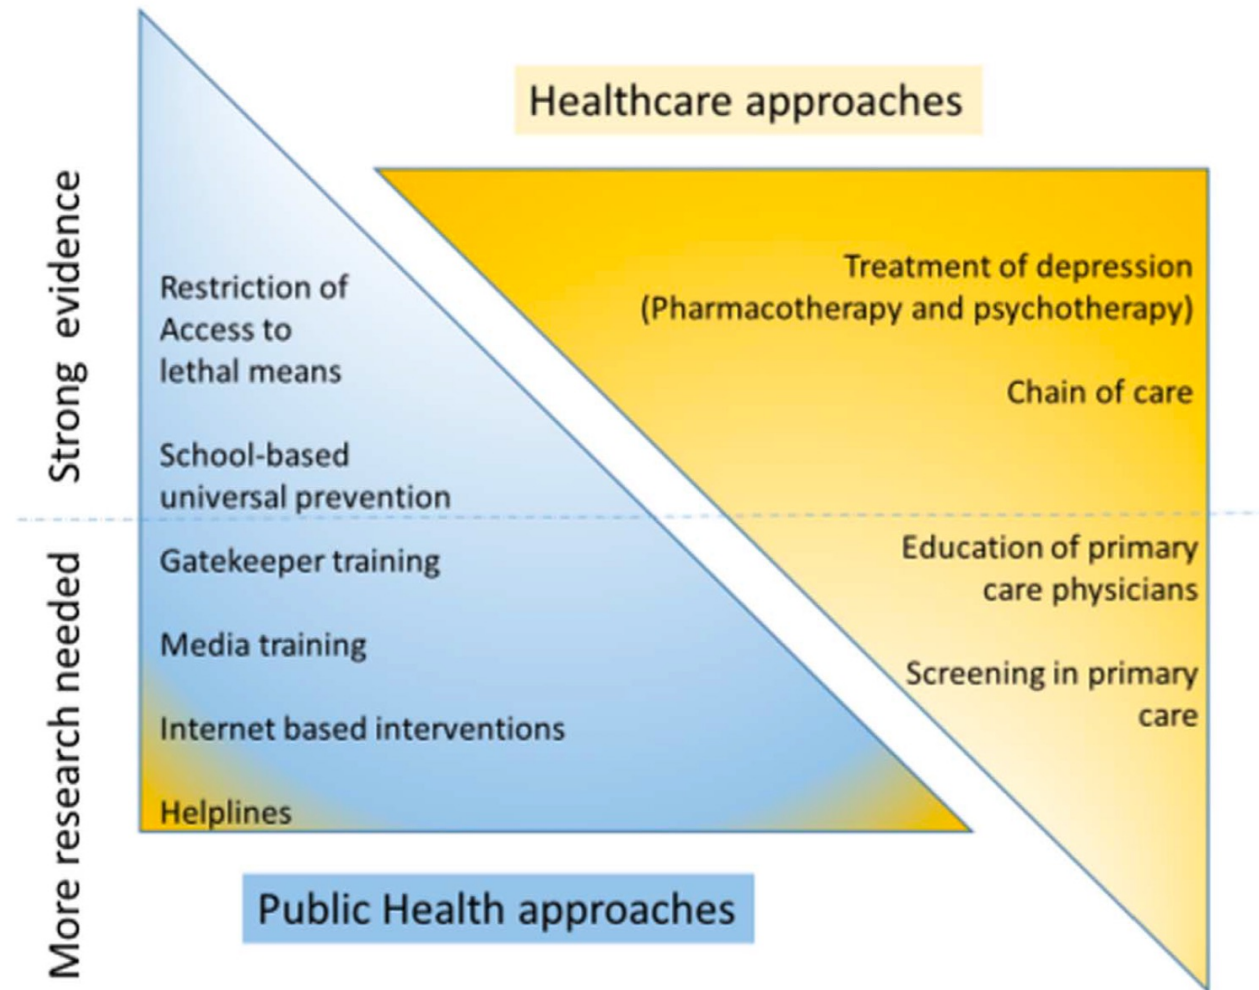 Healthcare approaches
Strong evidence
More research needed
Restriction of
Access to
lethal means
School-based
universal prevention
Gatekeeper training
Media training
Internet based interventions
Helplines
Treatment of depression
(Pharmacotherapy and psychotherapy)
Chain of care
Education of primary
care physicians
Screening in primary
care
Public Health approaches